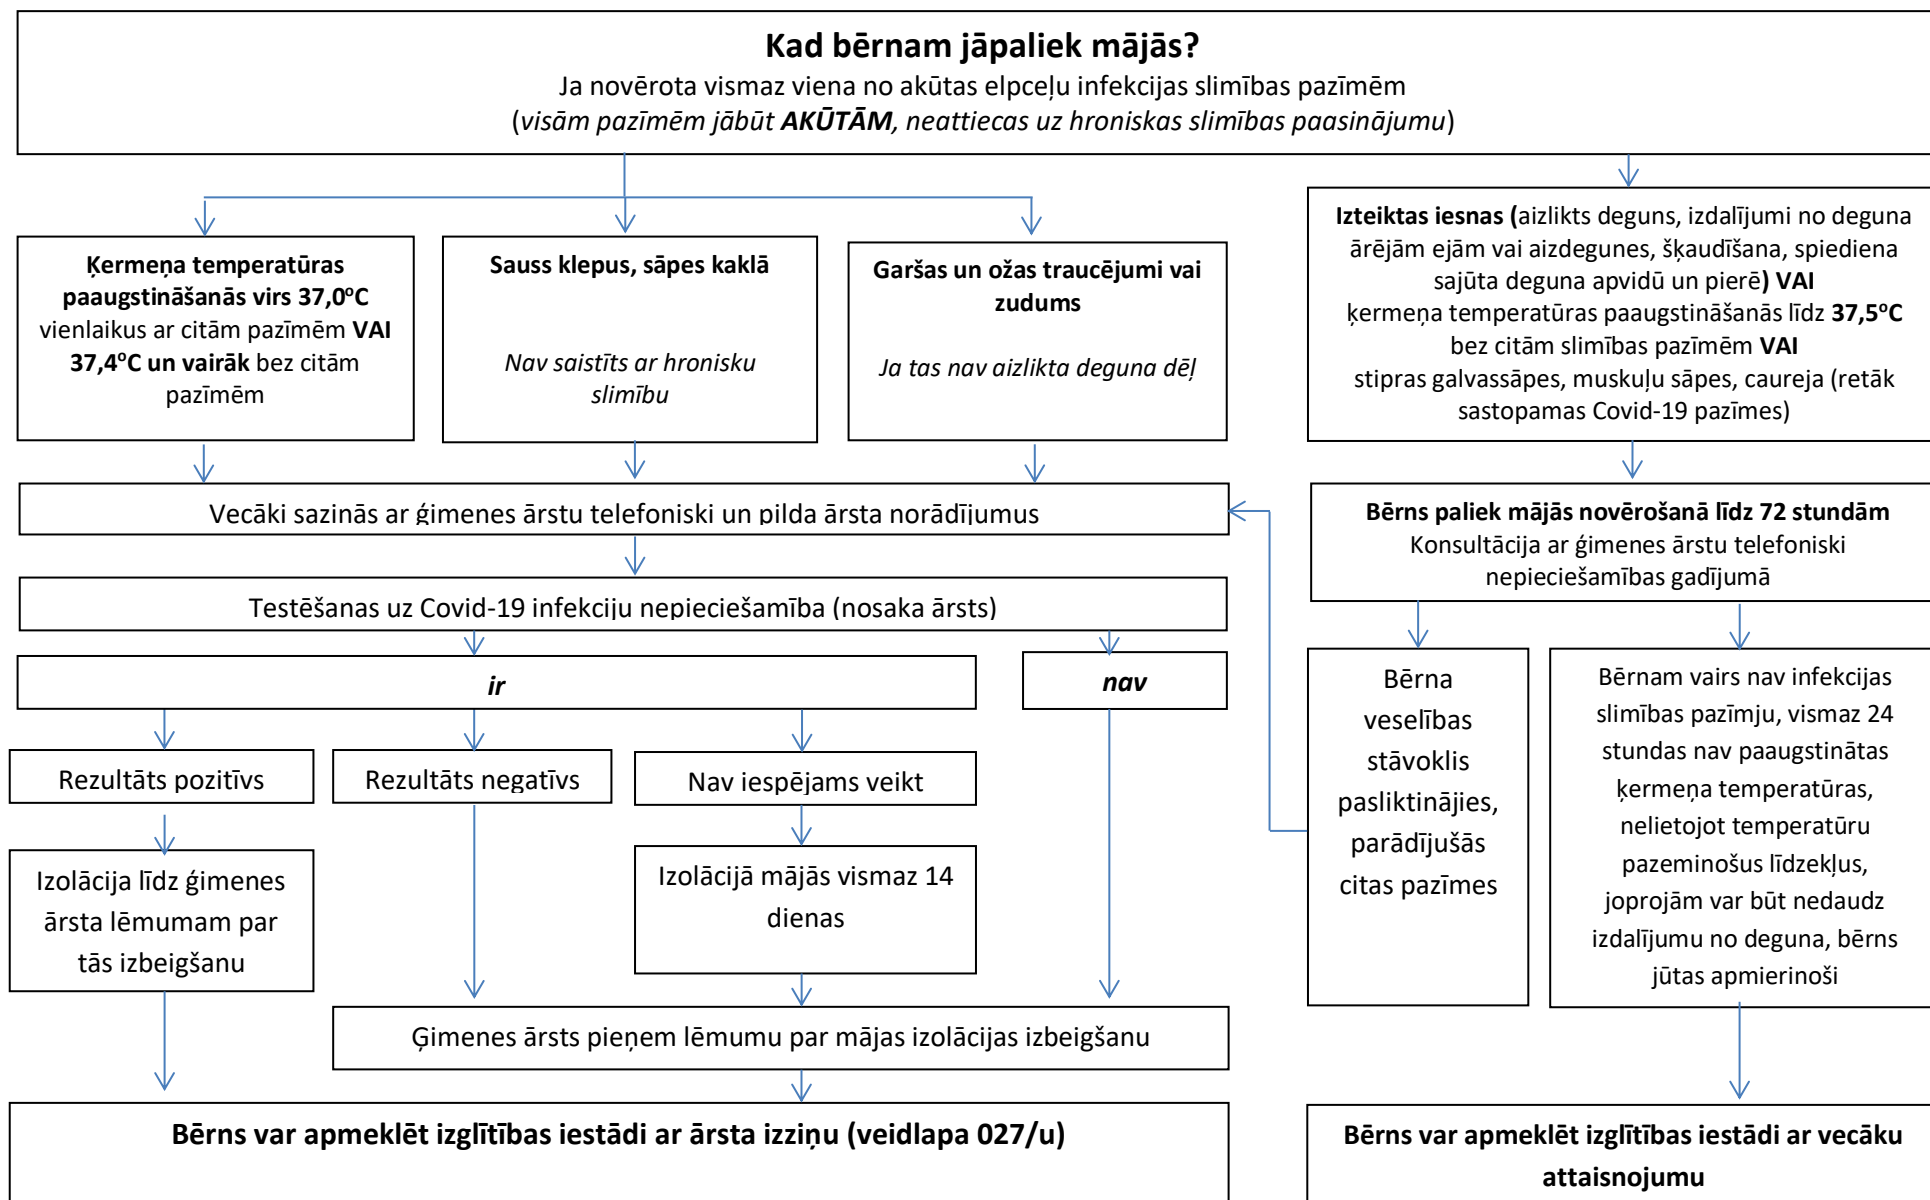 Kad bērnam jāpaliek mājās?
Ja novērota vismaz viena no akūtas elpceļu infekcijas slimības pazīmēm
(visām pazīmēm jābūt AKŪTĀM, neattiecas uz hroniskas slimības paasinājumu)
Ķermeņa temperatūras
paaugstināšanās virs 37,0°C
vienlaikus ar citām pazīmēm VAI
37,4°C un vairāk bez citām
pazīmēm
Sauss klepus, sāpes kaklā
Nav saistīts ar hronisku
slimību
Garšas un ožas traucējumi vai
zudums
Ja tas nav aizlikta deguna dēļ
Izteiktas iesnas (aizlikts deguns, izdalījumi no deguna
ārējām ejām vai aizdegunes, šķaudīšana, spiediena
sajūta deguna apvidū un pierē) VAI
ķermeņa temperatūras paaugstināšanās līdz 37,5°C
bez citām slimības pazīmēm VAI
stipras galvassāpes, muskuļu sāpes, caureja (retāk
sastopamas Covid-19 pazīmes)
Vecāki sazinās ar ģimenes ārstu telefoniski un pilda ārsta norādījumus
Bērns paliek mājās novērošanā līdz 72 stundām
Konsultācija ar ģimenes ārstu telefoniski
nepieciešamības gadījumā
Testēšanas uz Covid-19 infekciju nepieciešamība (nosaka ārsts)
ir
nav
Rezultāts pozitīvs
Rezultāts negatīvs
Nav iespējams veikt
Izolācija līdz ģimenes
ārsta lēmumam par
tās izbeigšanu
Izolācijā mājās vismaz 14
dienas
Bērna
veselības
stāvoklis
pasliktinājies,
parādījušās
citas pazīmes
Bērnam vairs nav infekcijas
slimības pazīmju, vismaz 24
stundas nav paaugstinātas
ķermeņa temperatūras,
nelietojot temperatūru
pazeminošus līdzekļus,
joprojām var būt nedaudz
izdalījumu no deguna, bērns
jūtas apmierinoši
Ģimenes ārsts pieņem lēmumu par mājas izolācijas izbeigšanu
Bērns var apmeklēt izglītības iestādi ar ārsta izziņu (veidlapa 027/u)
Bērns var apmeklēt izglītības iestādi ar vecāku
attaisnojumu